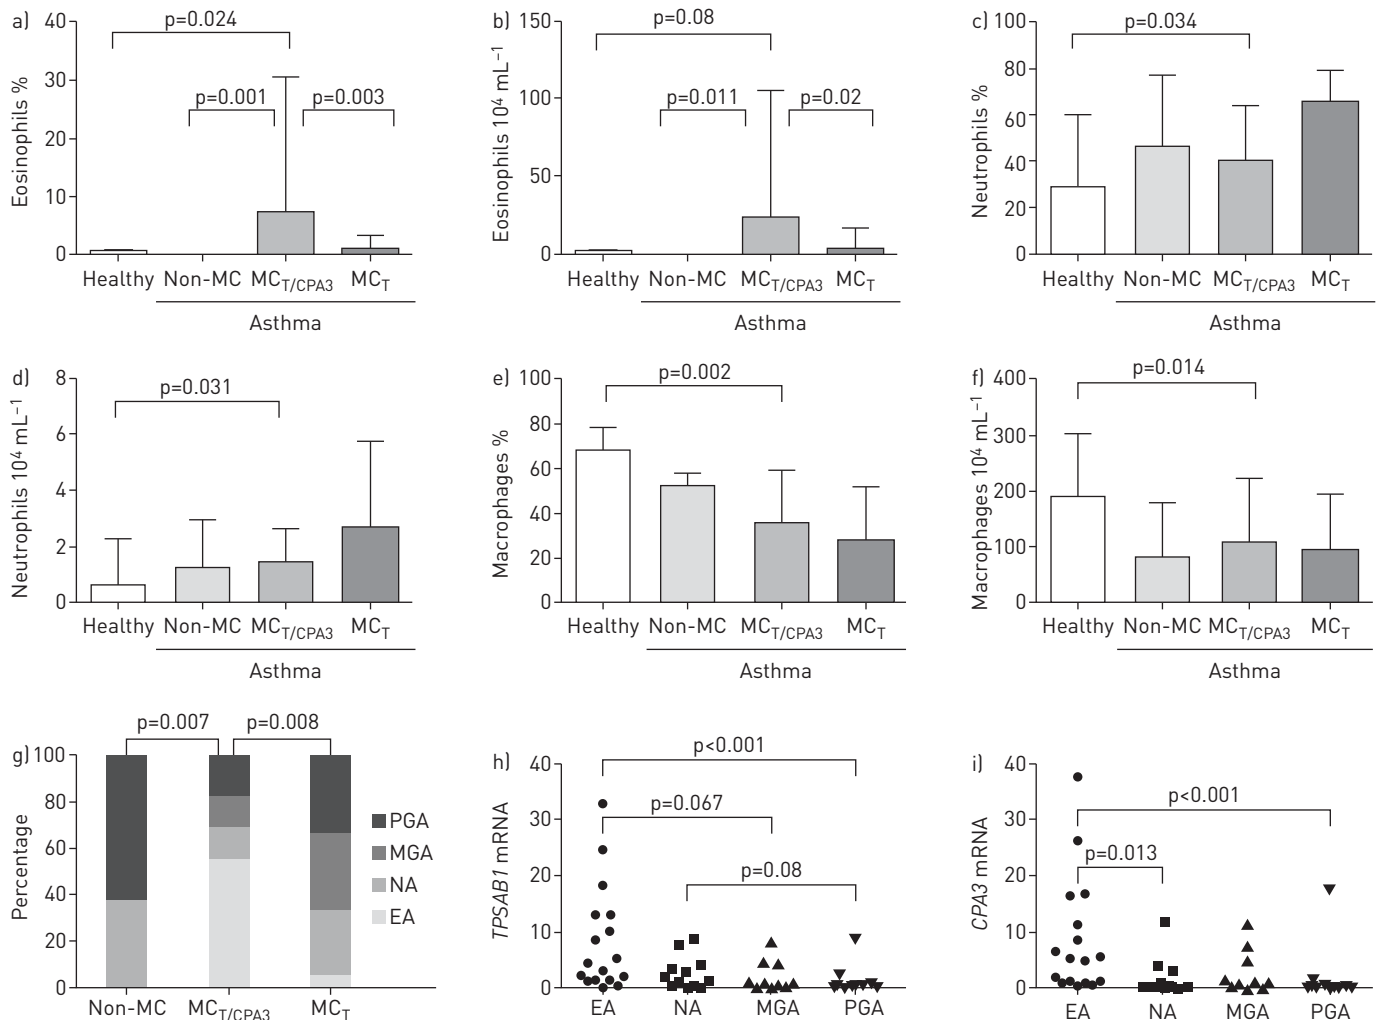 a)
40
30
20
10
0
Eosinophils %
p=0.024
p=0.001
p=0.003
Healthy Non-MC MCT/CPA3 MCT
Asthma
b)
150
100
50
0
Eosinophils 10⁴ mL⁻¹
p=0.08
p=0.011
p=0.02
Healthy Non-MC MCT/CPA3 MCT
Asthma
c)
100
80
60
40
20
0
Neutrophils %
p=0.034
Healthy Non-MC MCT/CPA3 MCT
Asthma
d)
8
6
4
2
0
Neutrophils 10⁴ mL⁻¹
p=0.031
Healthy Non-MC MCT/CPA3 MCT
Asthma
e)
100
80
60
40
20
0
Macrophages %
p=0.002
Healthy Non-MC MCT/CPA3 MCT
Asthma
f)
400
300
200
100
0
Macrophages 10⁴ mL⁻¹
p=0.014
Healthy Non-MC MCT/CPA3 MCT
Asthma
g)
100
80
60
40
20
0
Percentage
p=0.007
p=0.008
PGA
MGA
NA
EA
Non-MC MCT/CPA3 MCT
h)
40
30
20
10
0
TPSAB1 mRNA
p<0.001
p=0.067
p=0.08
EA NA MGA PGA
i)
40
30
20
10
0
CPA3 mRNA
p<0.001
p=0.013
EA NA MGA PGA